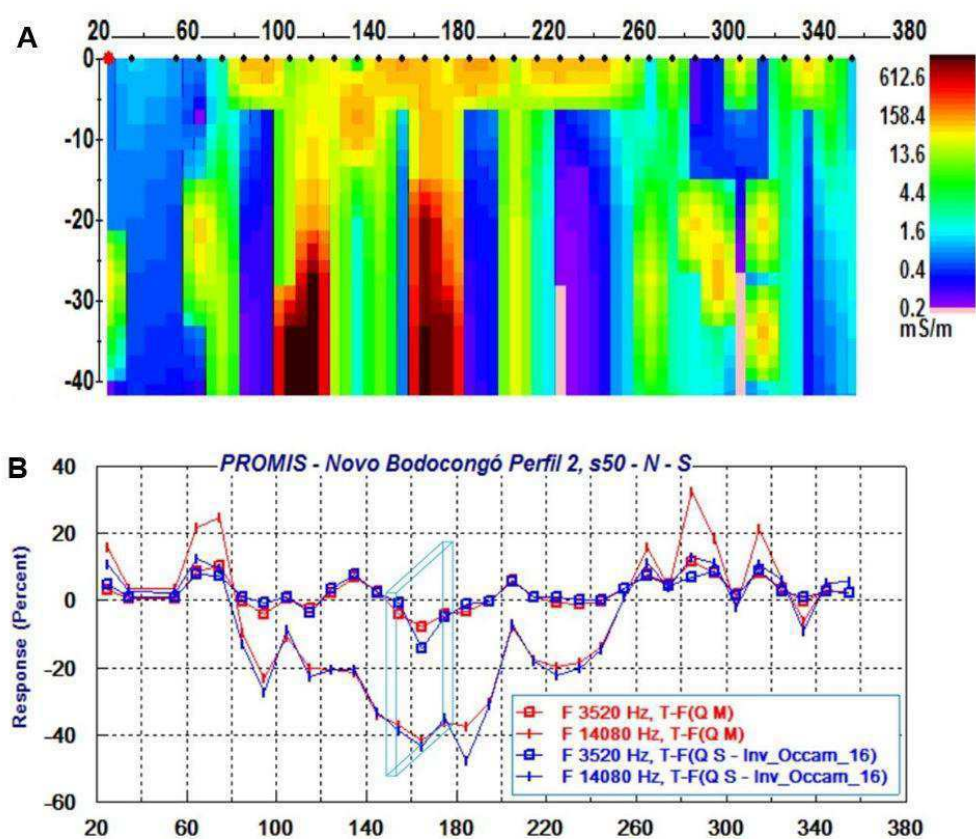 A
20 60 100 140 180 220 260 300 340 380
0
-10
-20
-30
-40
612.6
158.4
13.6
4.4
1.6
0.4
0.2
mS/m
B
PROMIS - Novo Bodocongó Perfil 2, s50 - N - S
Response (Percent)
40
20
0
-20
-40
-60
F 3520 Hz, T-F(Q M)
F 14080 Hz, T-F(Q M)
F 3520 Hz, T-F(Q S - Inv_Occam_16)
F 14080 Hz, T-F(Q S - Inv_Occam_16)
20 60 100 140 180 220 260 300 340 380